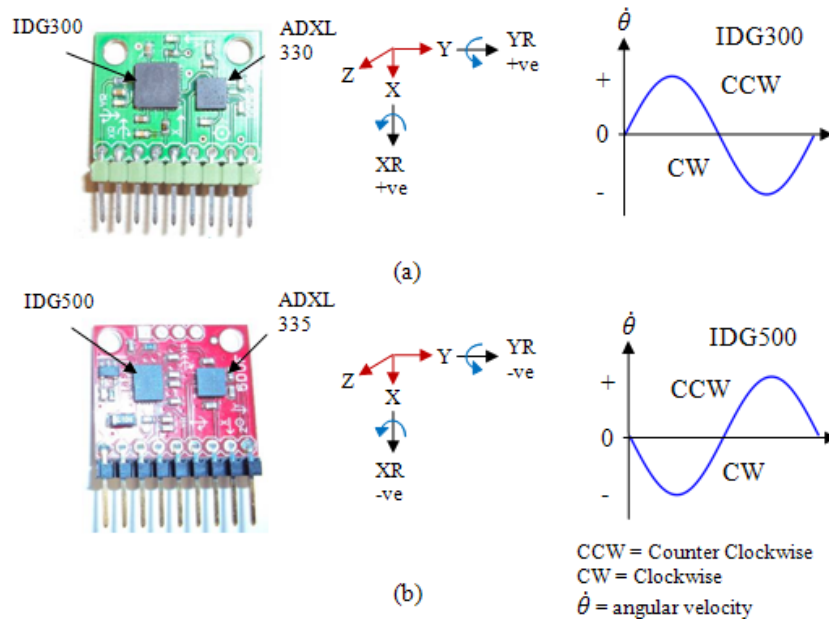 IDG300
ADXL
330
Z
Y
X
YR
+ve
XR
+ve
θ̇
IDG300
+
0
-
CCW
CW
(a)
IDG500
ADXL
335
Z
Y
X
YR
-ve
XR
-ve
θ̇
IDG500
+
0
-
CCW
CW
CCW = Counter Clockwise
CW = Clockwise
θ̇ = angular velocity
(b)